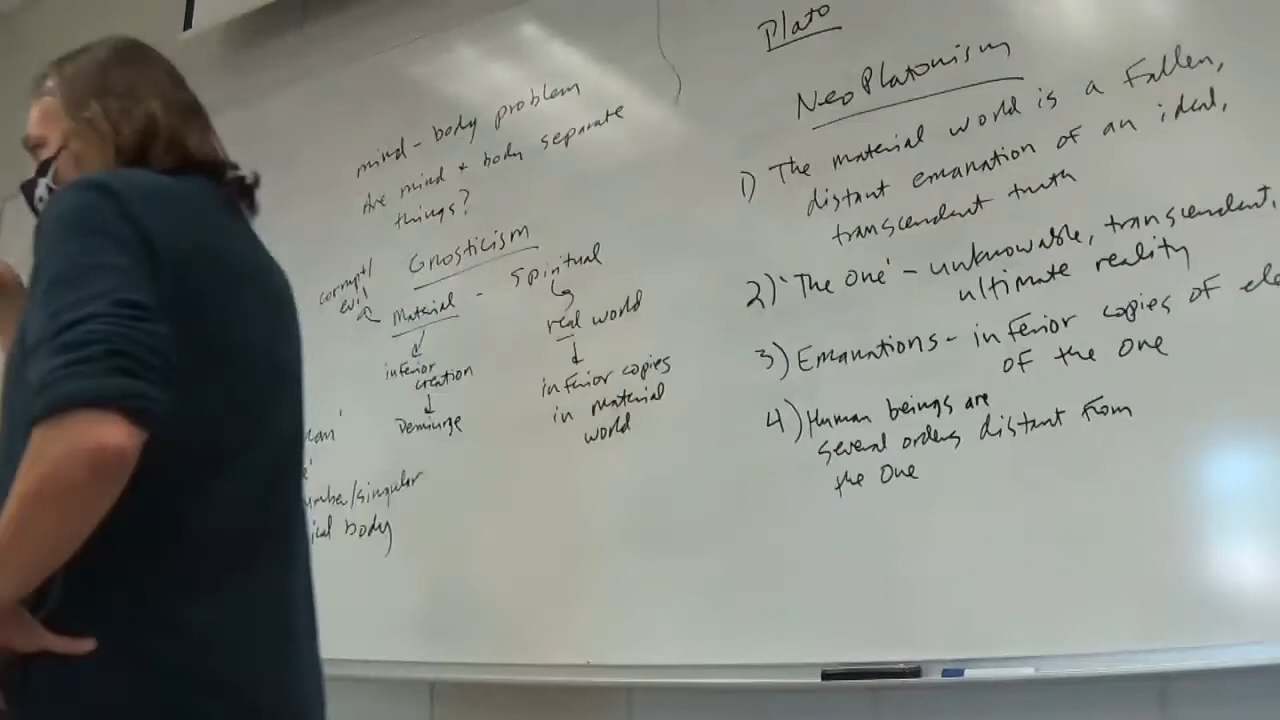 mind - body problem
Are mind + body separate
things?
Gnosticism
corrupt/
evil
Material - Spiritual
inferior
creation
Demiurge
real world
inferior copies
in Material
world
/singular
body
Plato
NeoPlatonism
1) The material world is a Fallen,
distant emanation of an ideal,
transcendent truth
2) 'The One' - unknowable, transcendent,
ultimate reality
3) Emanations - inferior copies of
of the One
4) Human beings are
several orders distant from
the One